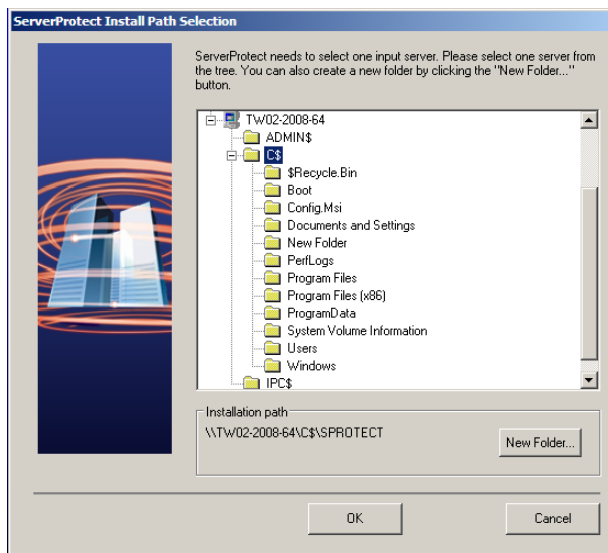 ServerProtect Install Path Selection
ServerProtect needs to select one input server. Please select one server from
the tree. You can also create a new folder by clicking the "New Folder..."
button.
TW02-2008-64
ADMIN$
C$
$Recycle.Bin
Boot
Config.Msi
Documents and Settings
New Folder
PerfLogs
Program Files
Program Files (x86)
ProgramData
System Volume Information
Users
Windows
IPC$
Installation path
\\TW02-2008-64\C$\SPROTECT
New Folder...
OK
Cancel